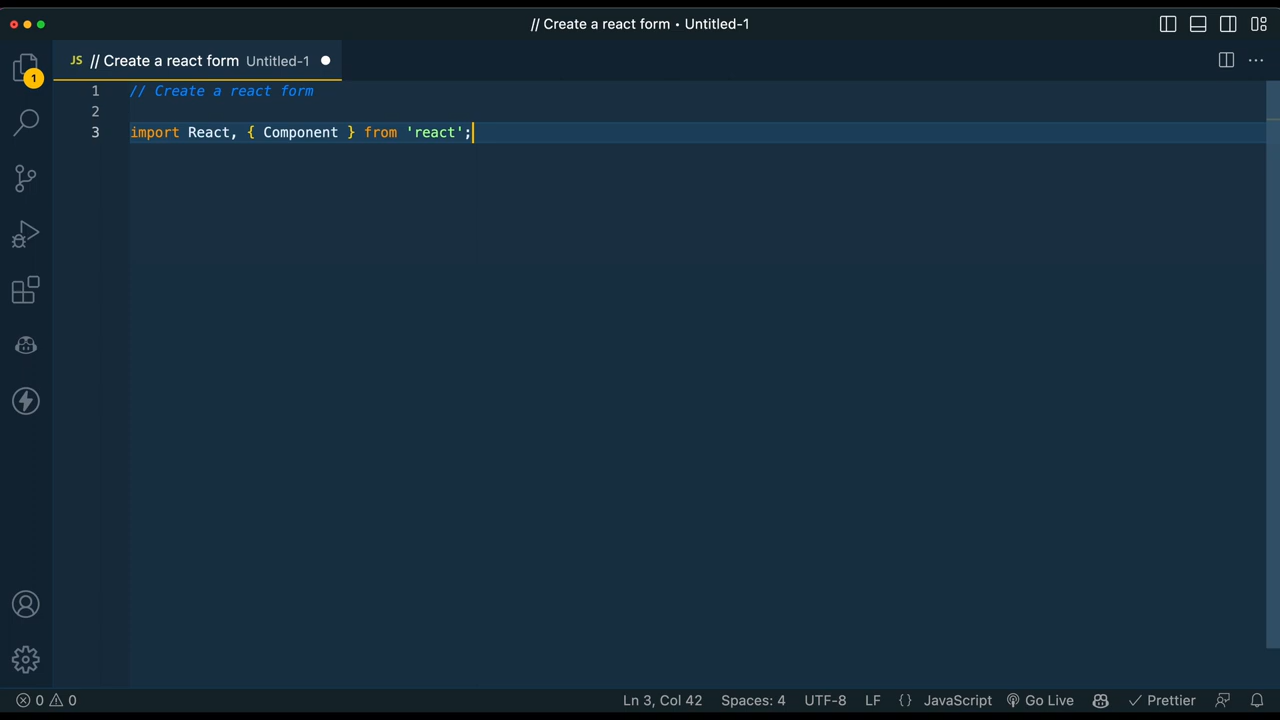 // Create a react form • Untitled-1
JS // Create a react form Untitled-1
1
1 // Create a react form
2
3 import React, { Component } from 'react';
0 0 Ln 3, Col 42 Spaces: 4 UTF-8 LF {} JavaScript Go Live Prettier